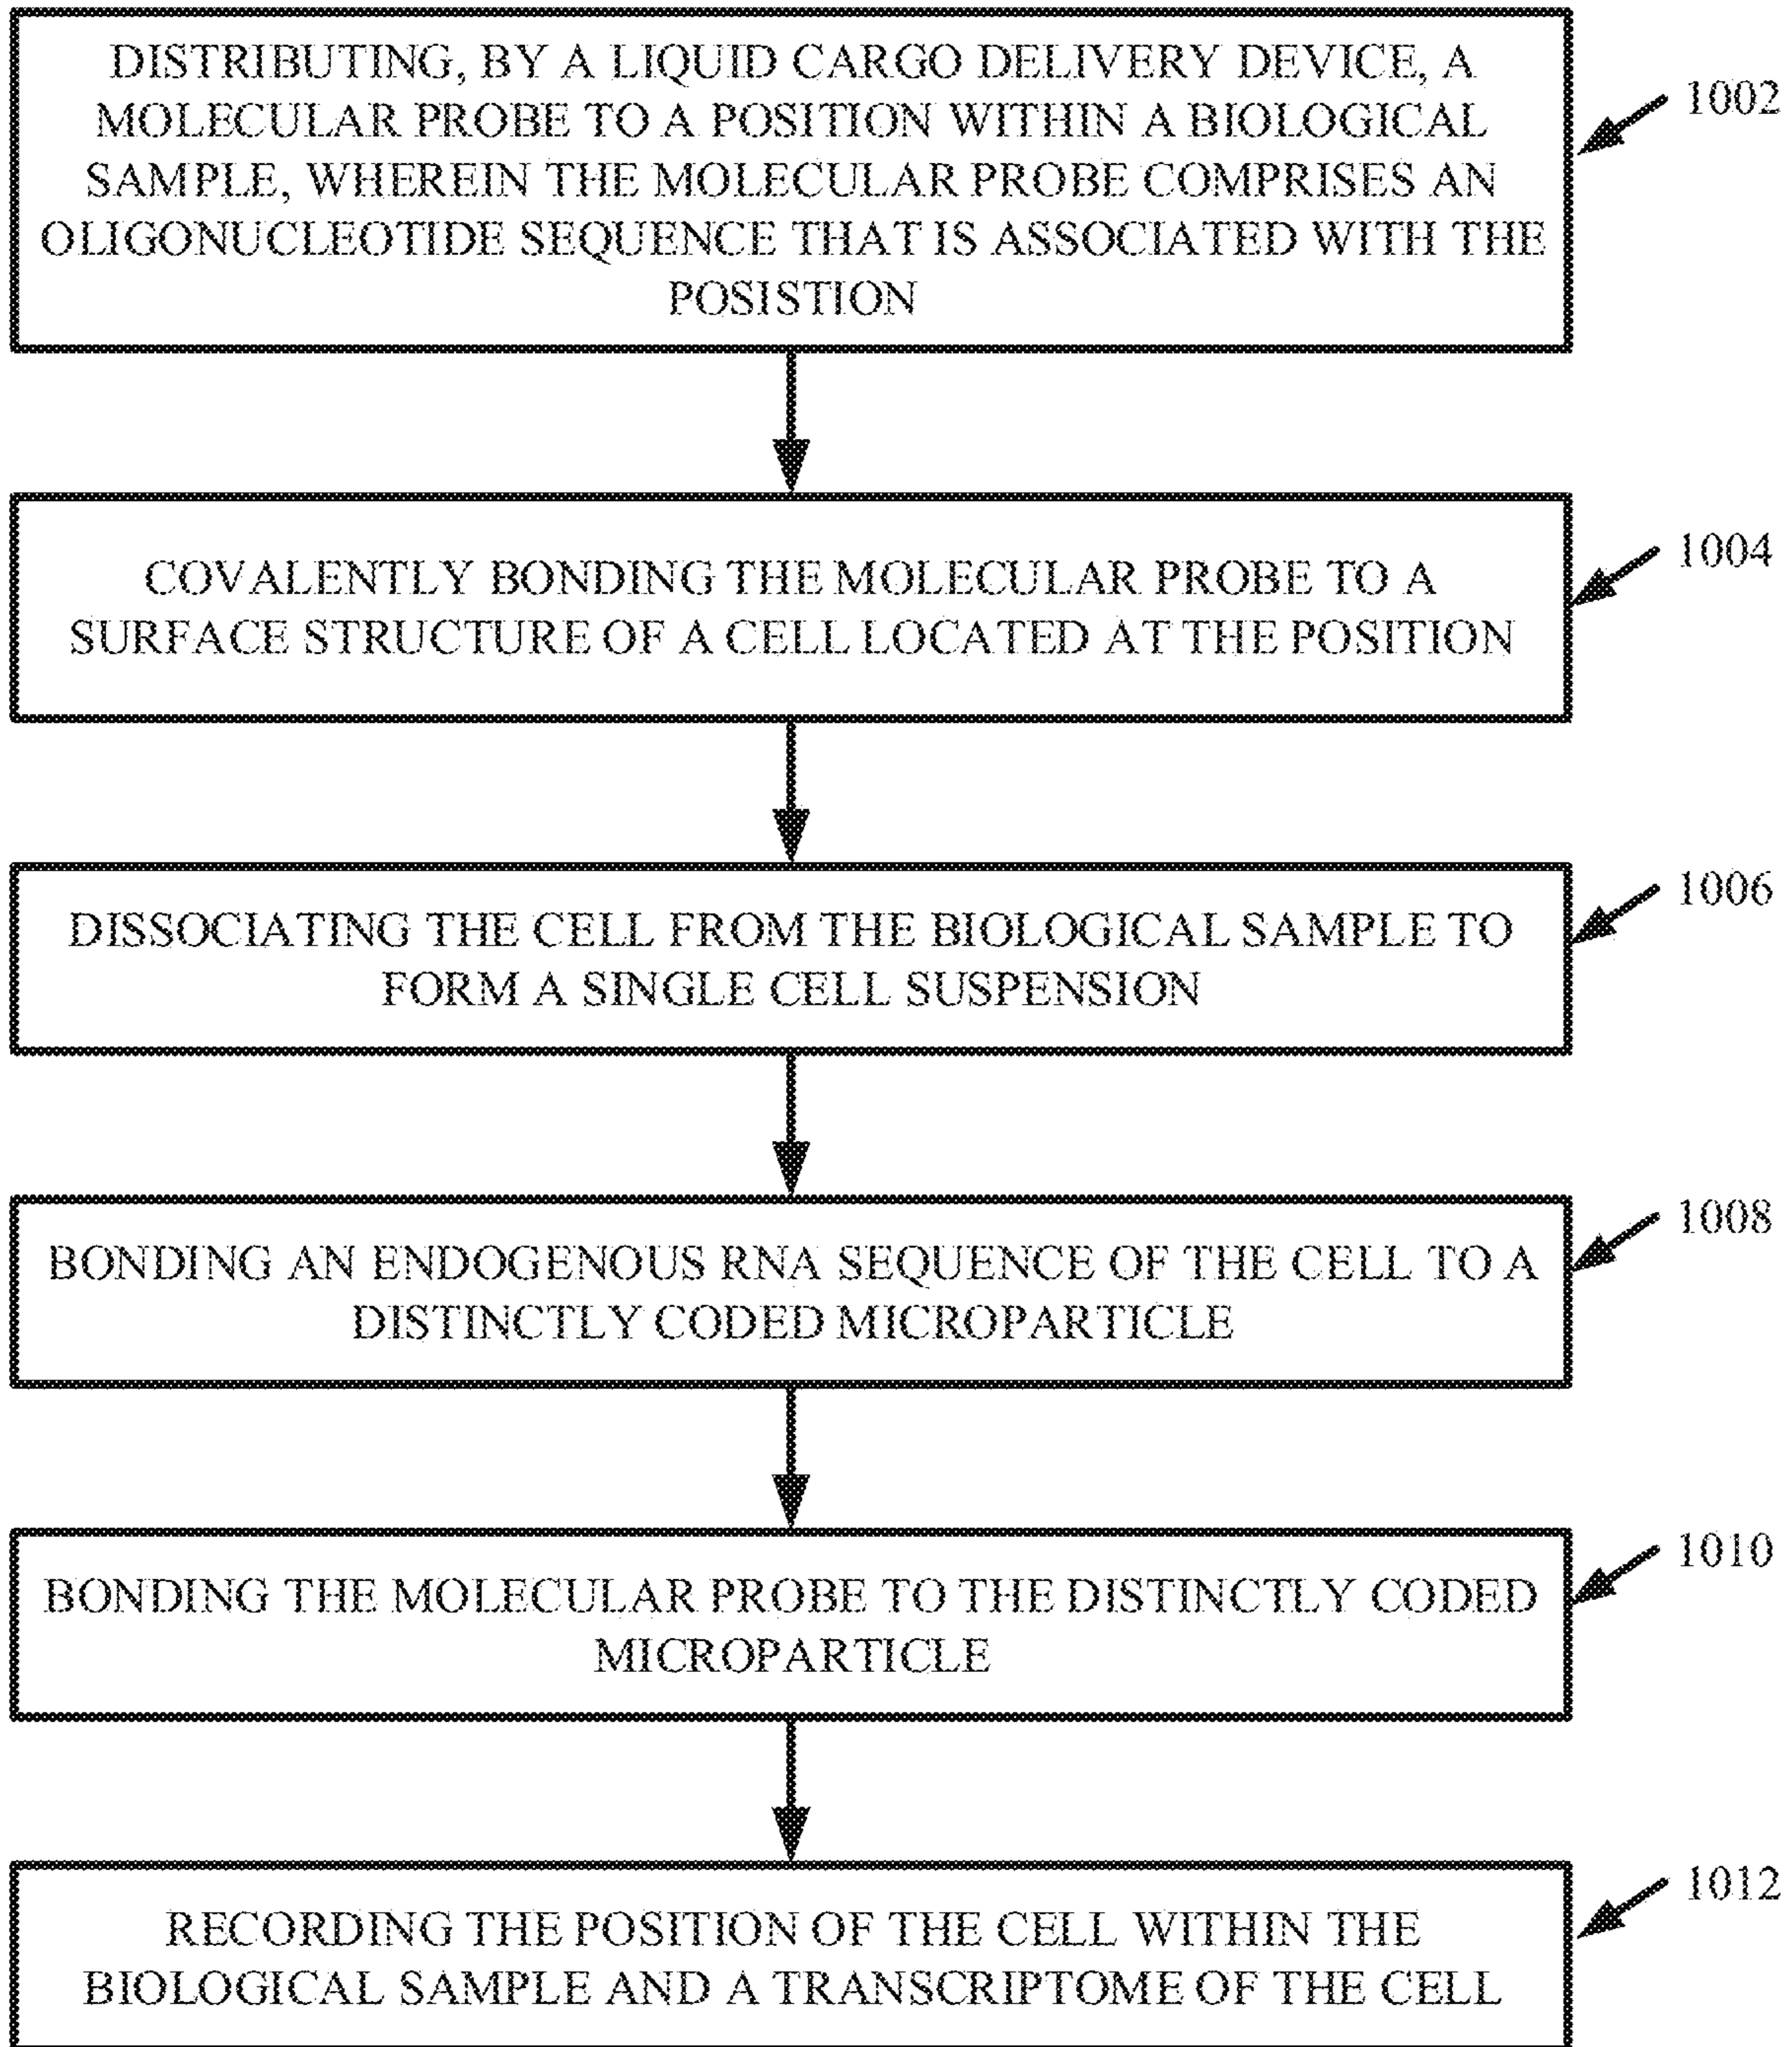 DISTRIBUTING, BY A LIQUID CARGO DELIVERY DEVICE, A
MOLECULAR PROBE TO A POSITION WITHIN A BIOLOGICAL
SAMPLE, WHEREIN THE MOLECULAR PROBE COMPRISES AN
OLIGONUCLEOTIDE SEQUENCE THAT IS ASSOCIATED WITH THE
POSISTION
1002
COVALENTLY BONDING THE MOLECULAR PROBE TO A
SURFACE STRUCTURE OF A CELL LOCATED AT THE POSITION
1004
DISSOCIATING THE CELL FROM THE BIOLOGICAL SAMPLE TO
FORM A SINGLE CELL SUSPENSION
1006
BONDING AN ENDOGENOUS RNA SEQUENCE OF THE CELL TO A
DISTINCTLY CODED MICROPARTICLE
1008
BONDING THE MOLECULAR PROBE TO THE DISTINCTLY CODED
MICROPARTICLE
1010
RECORDING THE POSITION OF THE CELL WITHIN THE
BIOLOGICAL SAMPLE AND A TRANSCRIPTOME OF THE CELL
1012